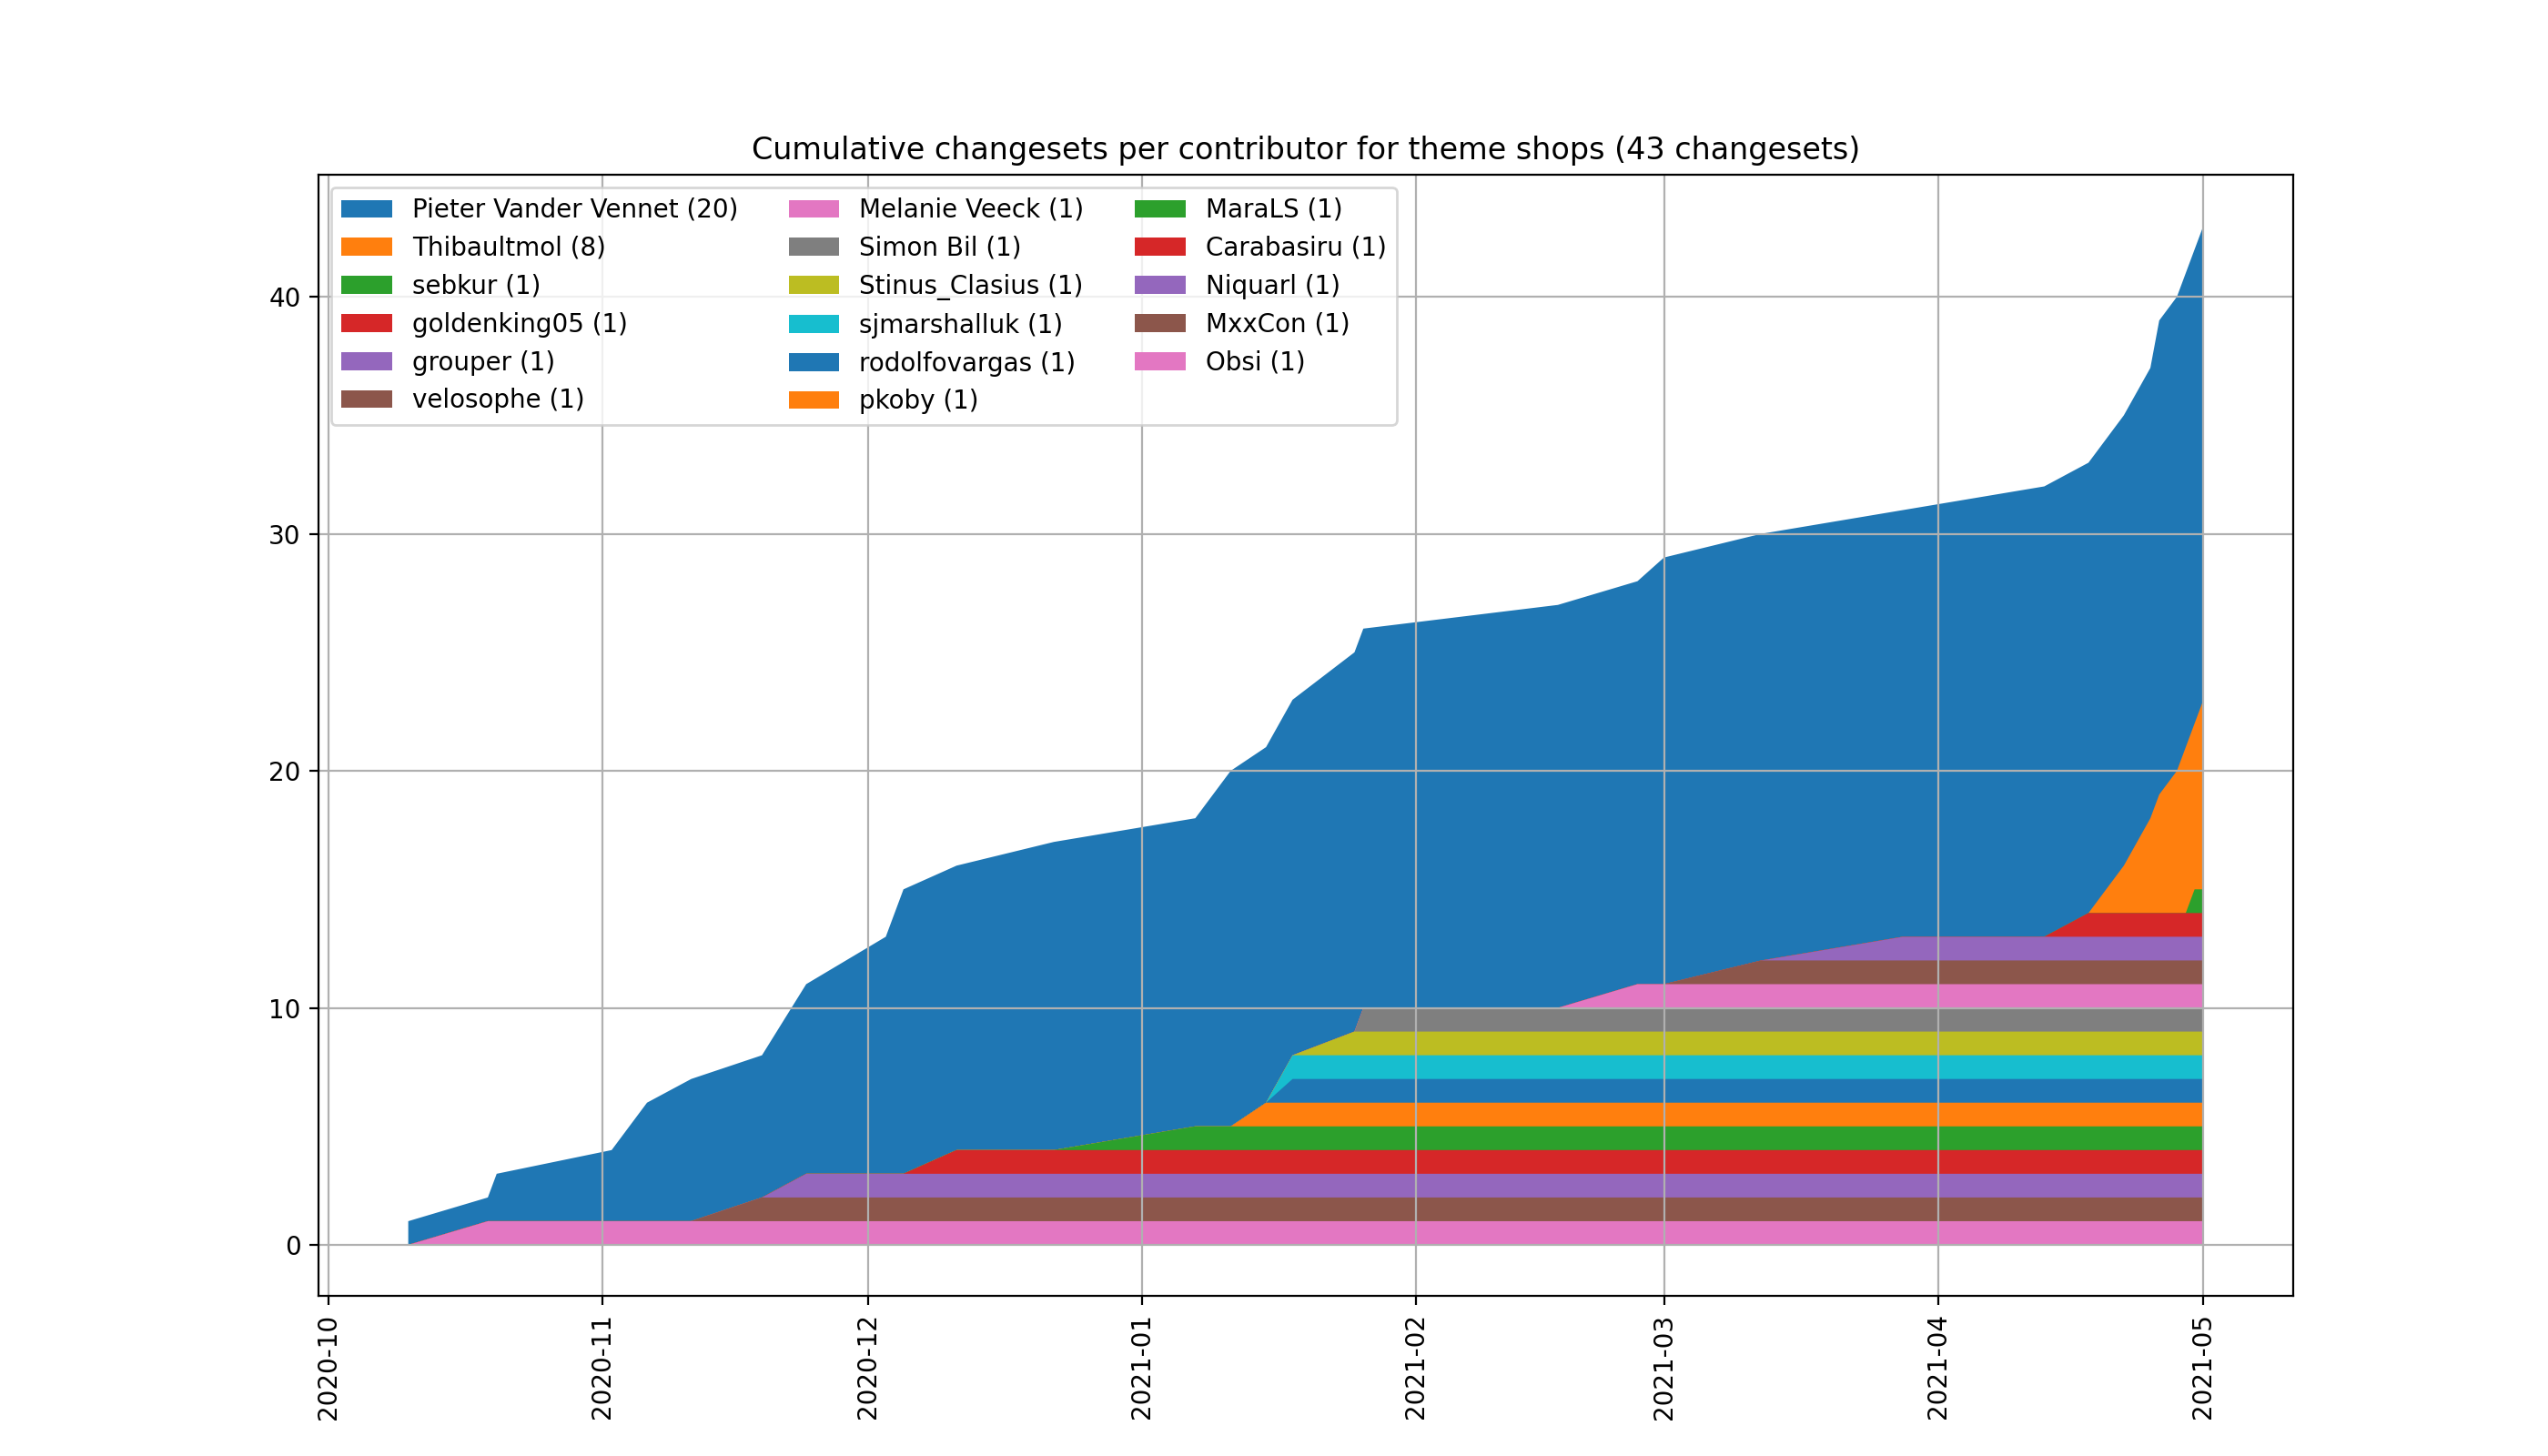 Cumulative changesets per contributor for theme shops (43 changesets)
Pieter Vander Vennet (20)
Thibaultmol (8)
sebkur (1)
goldenking05 (1)
grouper (1)
velosophe (1)
Melanie Veeck (1)
Simon Bil (1)
Stinus_Clasius (1)
sjmarshalluk (1)
rodolfovargas (1)
pkoby (1)
MaraLS (1)
Carabasiru (1)
Niquarl (1)
MxxCon (1)
Obsi (1)
40
30
20
10
0
2020-10
2020-11
2020-12
2021-01
2021-02
2021-03
2021-04
2021-05